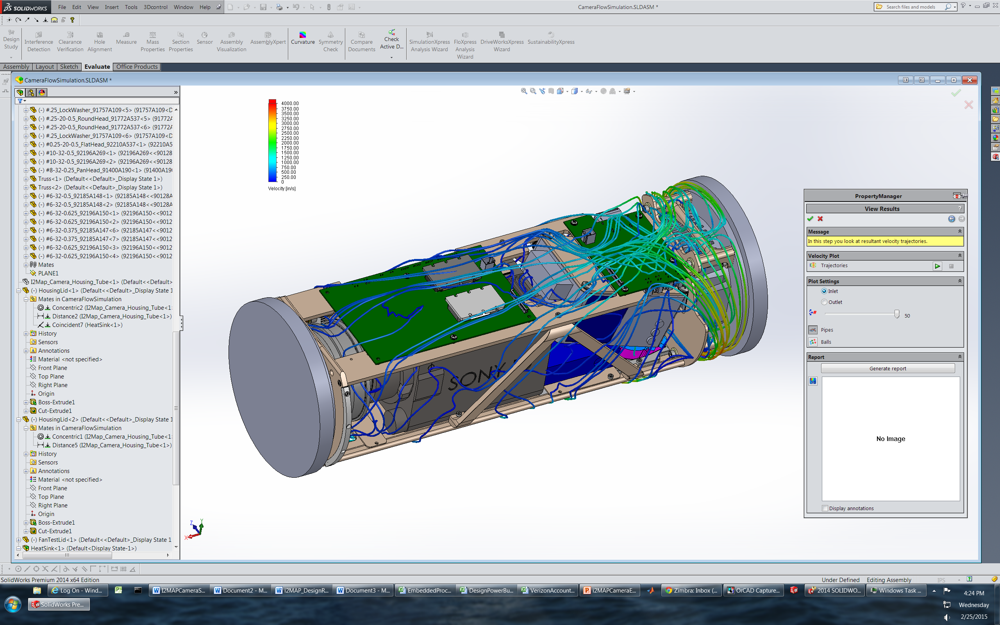 SOLIDWORKS File Edit View Insert Tools 3Dcontrol Window Help
CameraFlowSimulation.SLDASM *
Search files and models
Design Study
Interference Detection
Clearance Verification
Hole Alignment
Measure
Mass Properties
Section Properties
Sensor
Assembly Visualization
AssemblyXpert
Curvature
Symmetry Check
Compare Documents
Check Active D...
SimulationXpress Analysis Wizard
FloXpress Analysis Wizard
DriveWorksXpress Wizard
SustainabilityXpress
Assembly Layout Sketch Evaluate Office Products
CameraFlowSimulation.SLDASM *
(-) #.25_LockWasher_91757A109<5> (91757A109<D
(-) #.25-20-0.5_RoundHead_91772A537<5> (91772A
(-) #.25-20-0.5_RoundHead_91772A537<6> (91772A
(-) #.25_LockWasher_91757A109<6> (91757A109<D
(-) #0.25-20-0.5_FlatHead_92210A537<1> (92210A5
(-) #10-32-0.5_92196A269<1> (92196A269<<90128
(-) #10-32-0.5_92196A269<2> (92196A269<<90128
(-) #8-32-0.25_PanHead_91400A190<1> (91400A190
Truss<1> (Default<<Default>_Display State 1>)
Truss<2> (Default<<Default>_Display State 1>)
(-) #6-32-0.5_92185A148<1> (92185A148<<90128A
(-) #6-32-0.5_92185A148<2> (92185A148<<90128A
(-) #6-32-0.625_92196A150<1> (92196A150<<9012
(-) #6-32-0.625_92196A150<2> (92196A150<<9012
(-) #6-32-0.375_92185A147<6> (92185A147<<9012
(-) #6-32-0.375_92185A147<7> (92185A147<<9012
(-) #6-32-0.625_92196A150<3> (92196A150<<9012
(-) #6-32-0.625_92196A150<4> (92196A150<<9012
Mates
PLANE1
I2Map_Camera_Housing_Tube<1> (Default<<Default>
(-) HousingLid<1> (Default<<Default>_Display State 1
Mates in CameraFlowSimulation
Concentric2 (I2Map_Camera_Housing_Tube<1>
Distance2 (I2Map_Camera_Housing_Tube<1>)
Coincident7 (HeatSink<1>)
History
Sensors
Annotations
Material <not specified>
Front Plane
Top Plane
Right Plane
Origin
Boss-Extrude1
Cut-Extrude1
(-) HousingLid<2> (Default<<Default>_Display State 1
Mates in CameraFlowSimulation
Concentric1 (I2Map_Camera_Housing_Tube<1>
Distance5 (I2Map_Camera_Housing_Tube<1>)
History
Sensors
Annotations
Material <not specified>
Front Plane
Top Plane
Right Plane
Origin
Boss-Extrude1
Cut-Extrude1
(-) FanTestLid<1> (Default<<Default>_Display State 1
HeatSink<1> (Default<Display State-1>)
4000.00
3750.00
3500.00
3250.00
3000.00
2750.00
2500.00
2250.00
2000.00
1750.00
1500.00
1250.00
1000.00
750.00
500.00
250.00
0
Velocity [in/s]
Z
Y
X
PropertyManager
View Results ?
Message
In this step you look at resultant velocity trajectories.
Velocity Plot
Trajectories
Plot Settings
Inlet
Outlet
50
Pipes
Balls
Report
Generate report
No Image
Display annotations
SolidWorks Premium 2014 x64 Edition
Under Defined Editing Assembly IPS
Log On - Wind...
I2MAPCameraS...
Document2 - M...
i2MAP_DesignR...
Document3 - M...
EmbeddedProc...
DesignPowerBu...
VerizonAccount...
i2MAPCameraE...
Zimbra: Inbox (...
OrCAD Capture...
2014 SOLIDWO...
Windows Task ...
4:24 PM
SolidWorks Pre...
Wednesday
2/25/2015